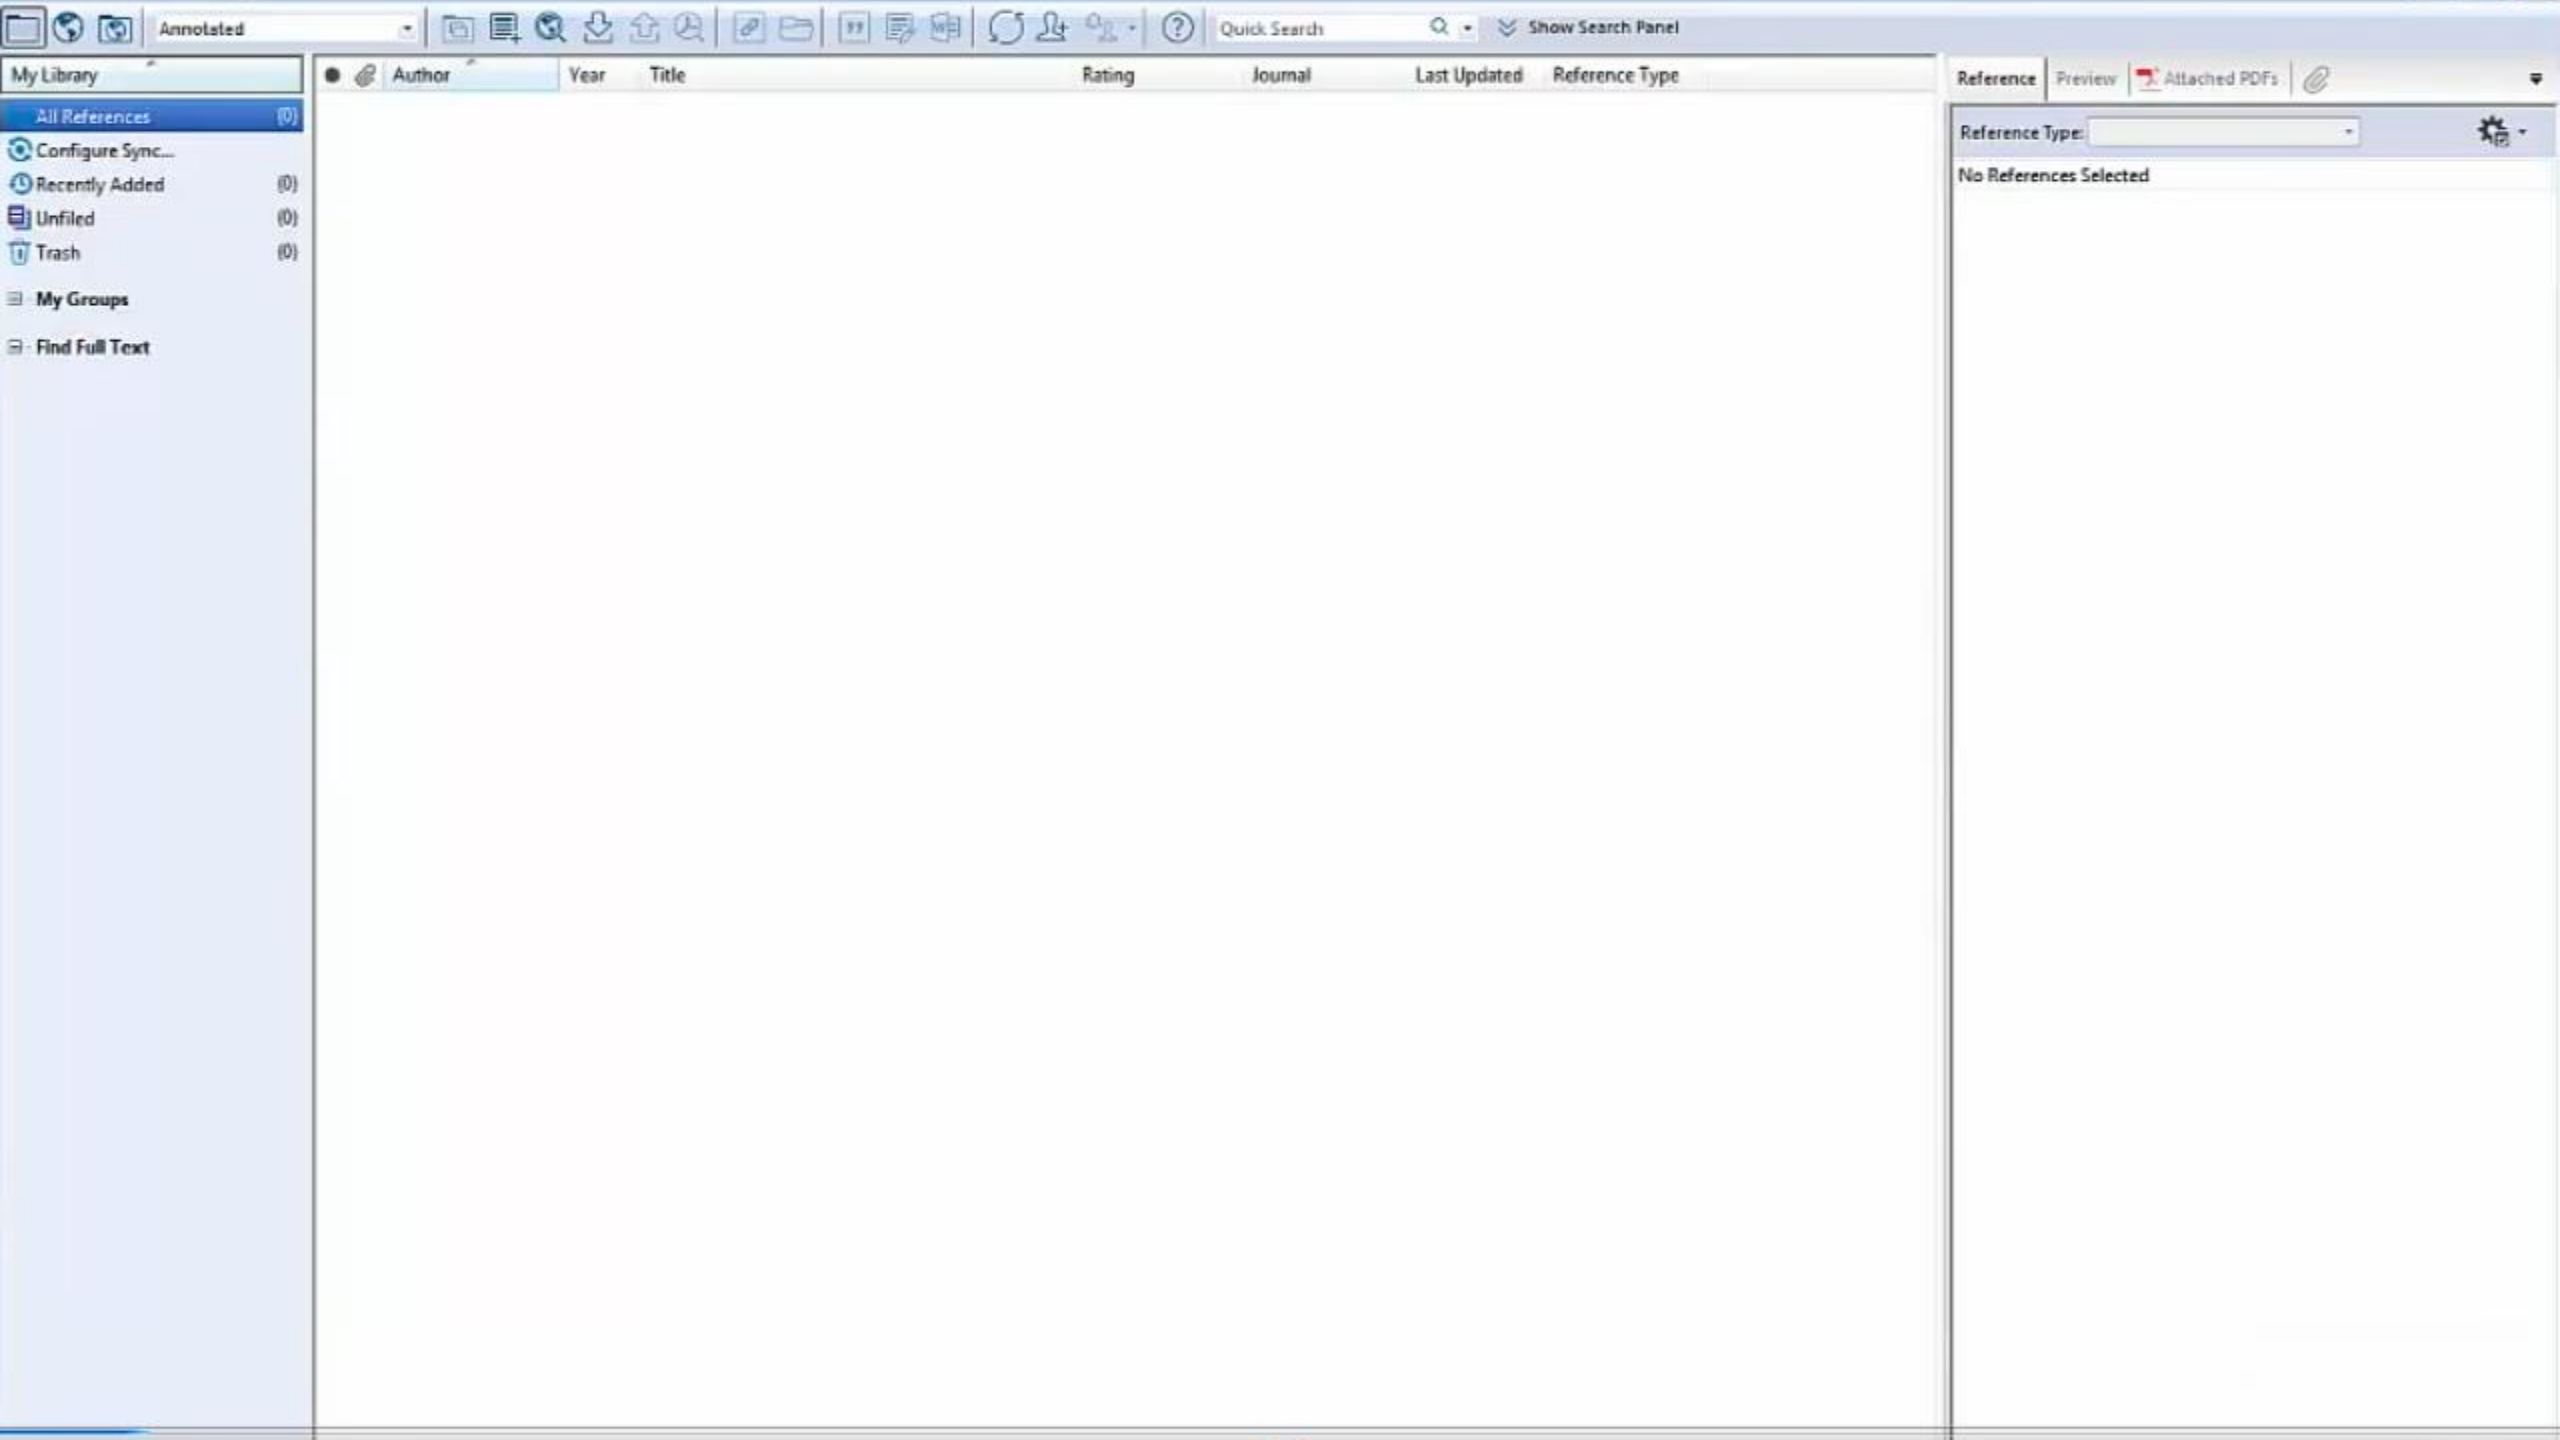 Annotated Quick Search Show Search Panel
My Library
All References (0)
Configure Sync...
Recently Added (0)
Unfiled (0)
Trash (0)
My Groups
Find Full Text
Author Year Title Rating Journal Last Updated Reference Type
Reference Preview Attached PDFs
Reference Type:
No References Selected